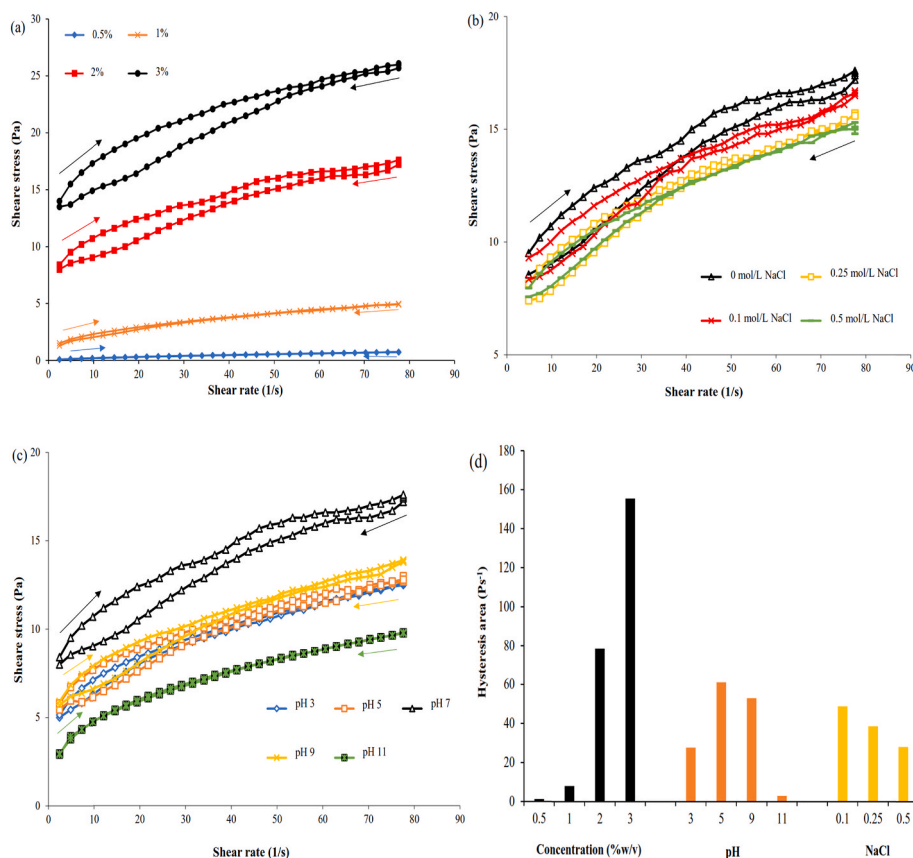 (a)
30
25
20
15
10
5
0
Sheare stress (Pa)
0.5%
1%
2%
3%
0 10 20 30 40 50 60 70 80 90
Shear rate (1/s)
(b)
20
15
10
5
Sheare stress (Pa)
0 mol/L NaCl
0.25 mol/L NaCl
0.1 mol/L NaCl
0.5 mol/L NaCl
0 10 20 30 40 50 60 70 80 90
Shear rate (1/s)
(c)
20
15
10
5
0
Sheare stress (Pa)
pH 3
pH 5
pH 7
pH 9
pH 11
0 10 20 30 40 50 60 70 80 90
Shear rate (1/s)
(d)
180
160
140
120
100
80
60
40
20
0
Hysteresis area (Ps⁻¹)
0.5 1 2 3 3 5 9 11 0.1 0.25 0.5
Concentration (%w/v) pH NaCl